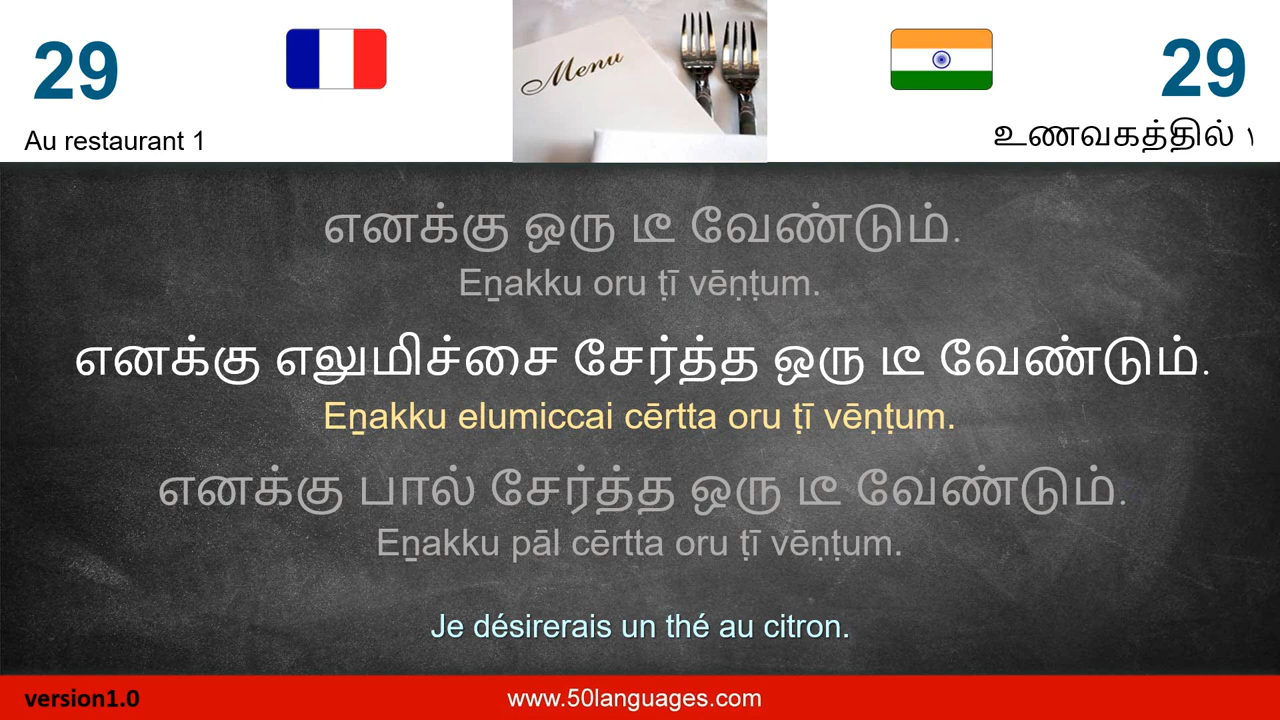 29
29
Au restaurant 1
Menu
உணவகத்தில் ١
எனக்கு ஒரு டீ வேண்டும்.
Eṉakku oru ṭī vēṇṭum.
எனக்கு எலுமிச்சை சேர்த்த ஒரு டீ வேண்டும்.
Eṉakku elumiccai cērtta oru ṭī vēṇṭum.
எனக்கு பால் சேர்த்த ஒரு டீ வேண்டும்.
Eṉakku pāl cērtta oru ṭī vēṇṭum.
Je désirerais un thé au citron.
version1.0
www.50languages.com